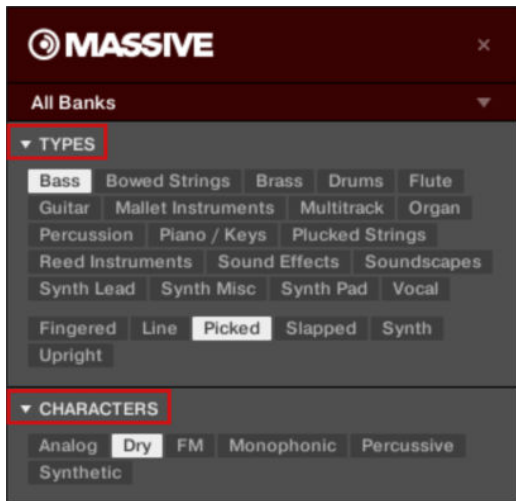 MASSIVE
All Banks
TYPES
Bass Bowed Strings Brass Drums Flute
Guitar Mallet Instruments Multitrack Organ
Percussion Piano / Keys Plucked Strings
Reed Instruments Sound Effects Soundscapes
Synth Lead Synth Misc Synth Pad Vocal
Fingered Line Picked Slapped Synth
Upright
CHARACTERS
Analog Dry FM Monophonic Percussive
Synthetic